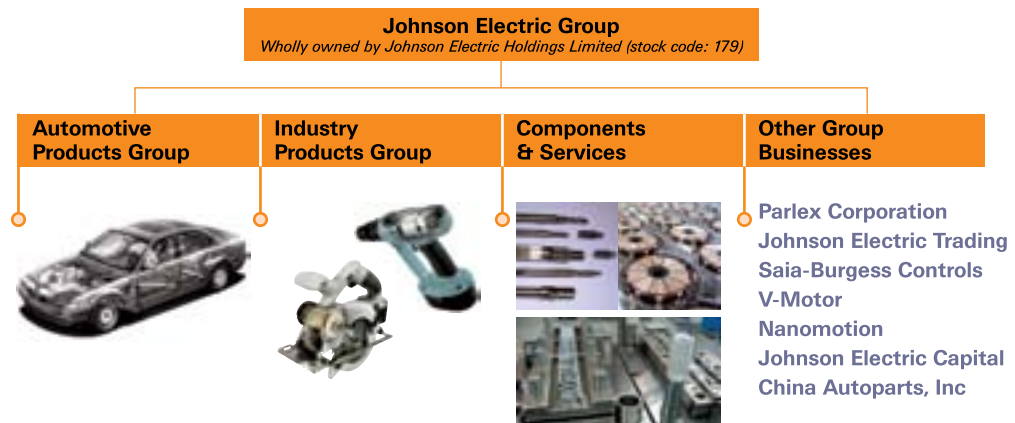 Johnson Electric Group
Wholly owned by Johnson Electric Holdings Limited (stock code: 179)
Automotive
Products Group
Industry
Products Group
Components
& Services
Other Group
Businesses
Parlex Corporation
Johnson Electric Trading
Saia-Burgess Controls
V-Motor
Nanomotion
Johnson Electric Capital
China Autoparts, Inc